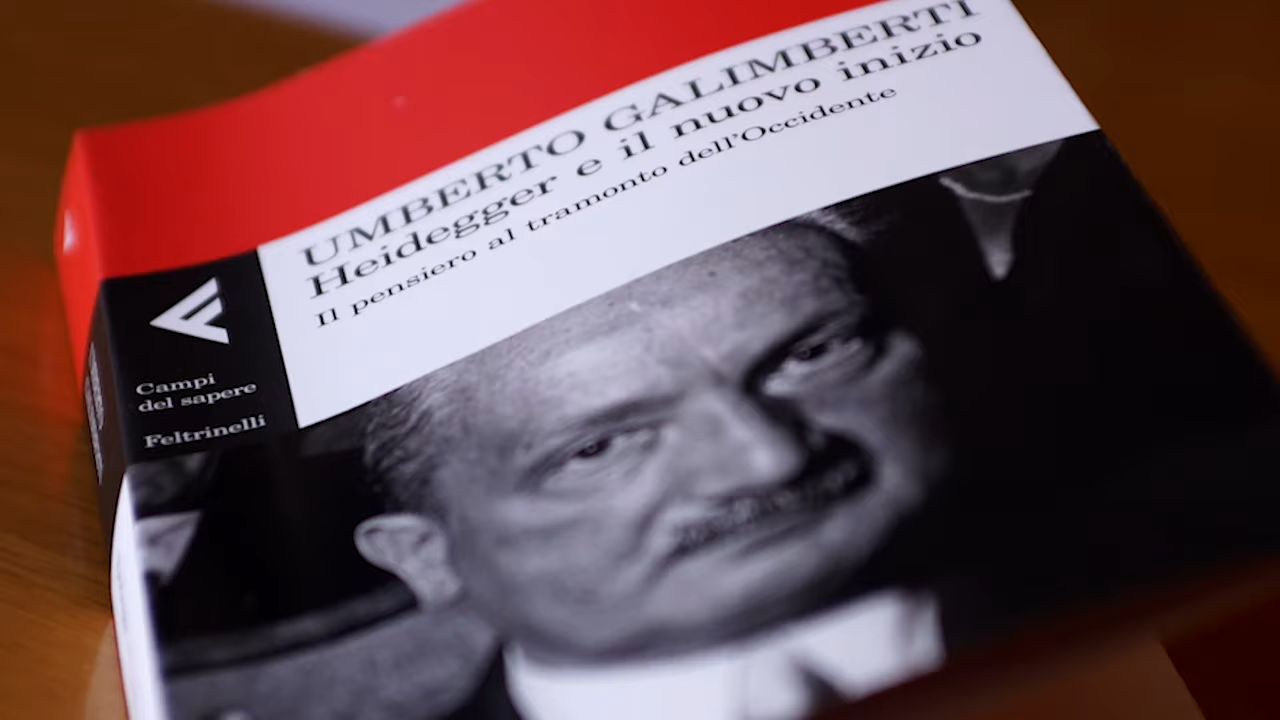 UMBERTO GALIMBERTI
Heidegger e il nuovo inizio
Il pensiero al tramonto dell'Occidente
Campi
del sapere
Feltrinelli